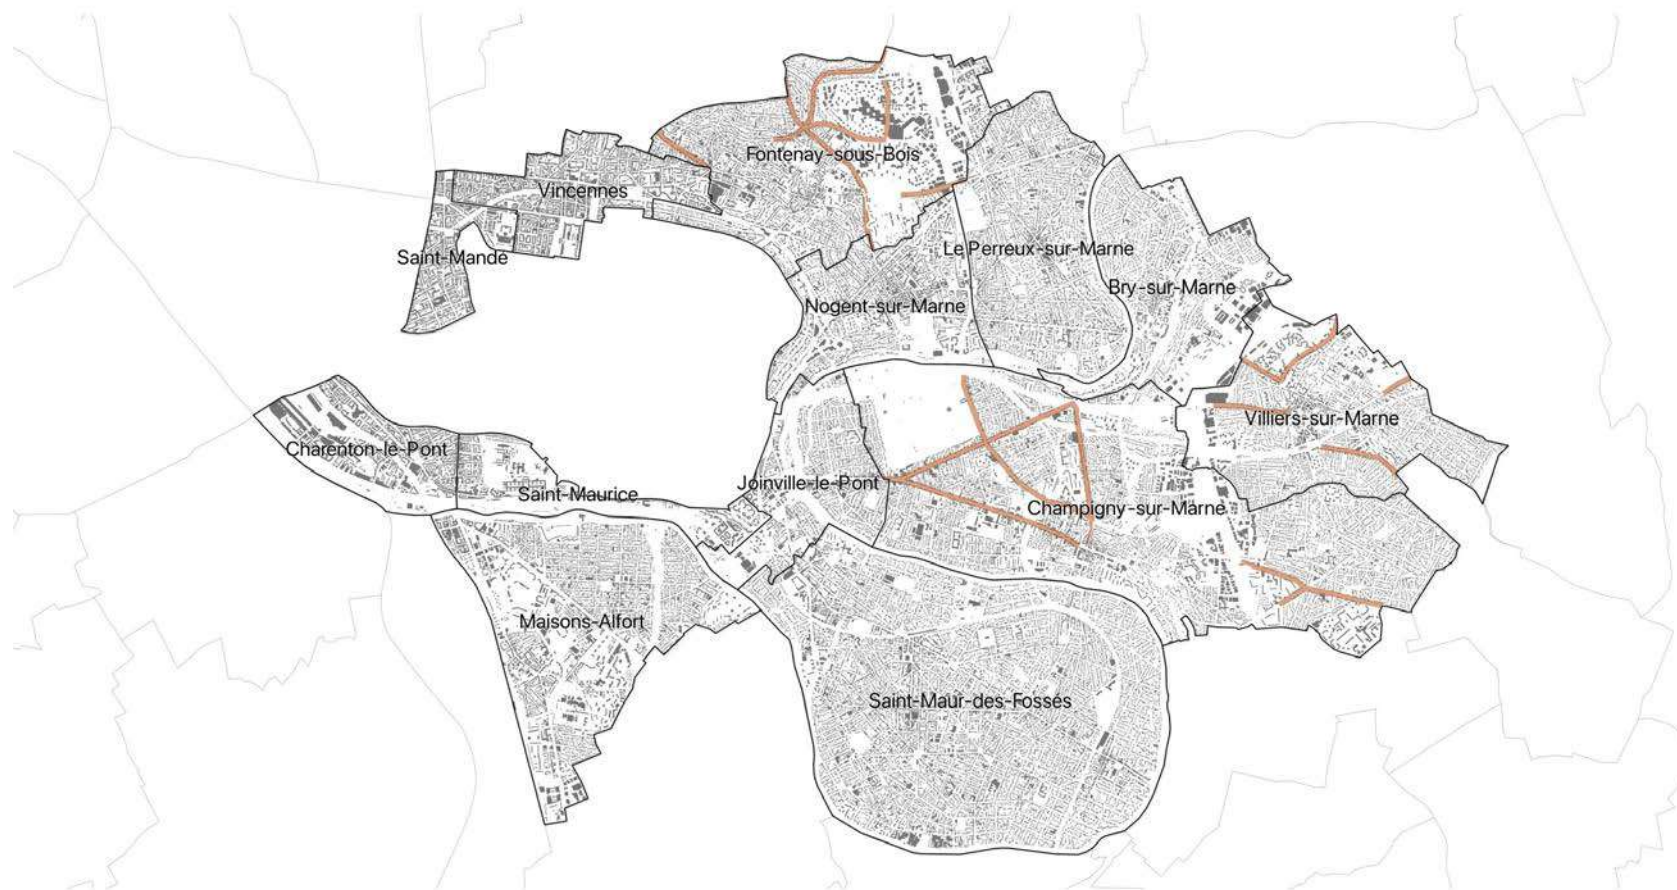 Fontenay-sous-Bois
Vincennes
Saint-Mandé
Le Perreux-sur-Marne
Bry-sur-Marne
Nogent-sur-Marne
Villiers-sur-Marne
Charenton-le-Pont
Joinville-le-Pont
Saint-Maurice
Champigny-sur-Marne
Maisons-Alfort
Saint-Maur-des-Fossés